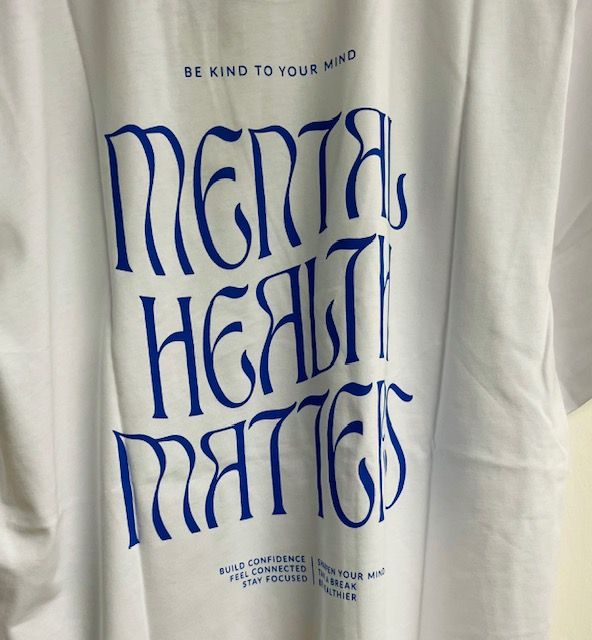 BE KIND TO YOUR MIND
MENTAL
HEALTH
MATTERS
BUILD CONFIDENCE
FEEL CONNECTED
STAY FOCUSED
YOUR MIND
A BREAK